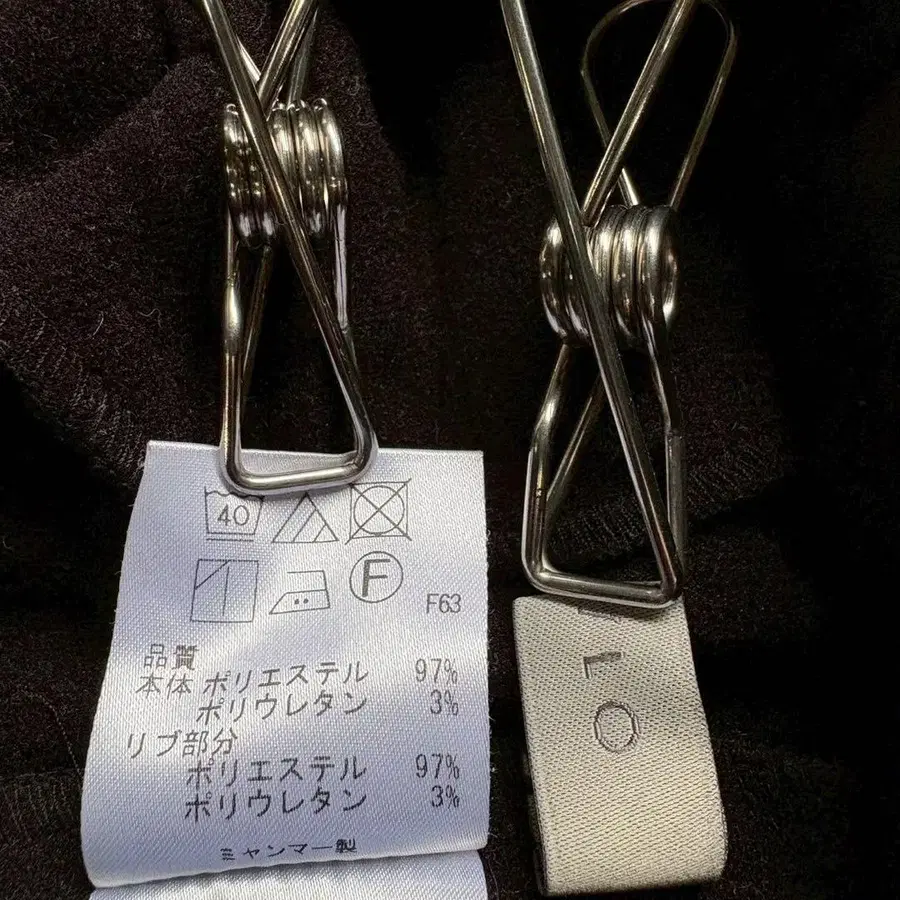 40
F
F63
品質
本体 ポリエステル 97%
ポリウレタン 3%
リブ部分
ポリエステル 97%
ポリウレタン 3%
ミャンマー製
LO